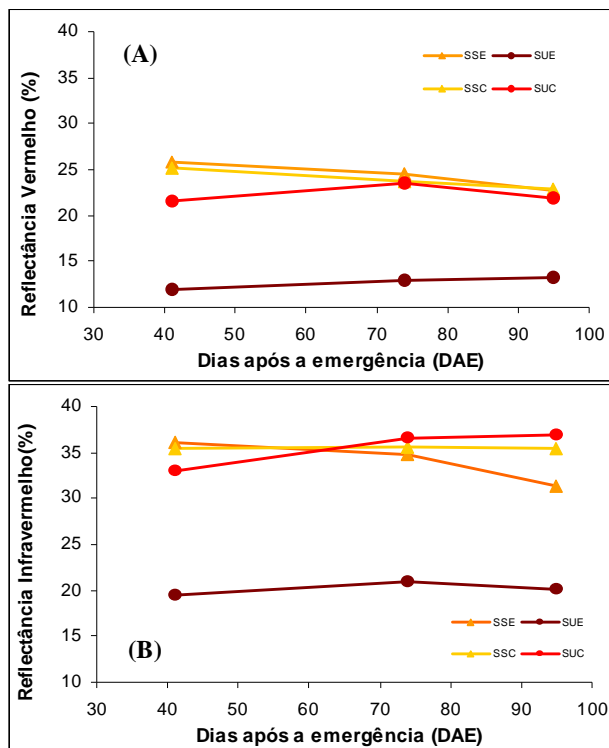 (A)
SSE SUE
SSC SUC
Reflectância Vermelho (%)
40
35
30
25
20
15
10
30 40 50 60 70 80 90 100
Dias após a emergência (DAE)
(B)
SSE SUE
SSC SUC
Reflectância Infravermelho(%)
40
35
30
25
20
15
10
30 40 50 60 70 80 90 100
Dias após a emergência (DAE)